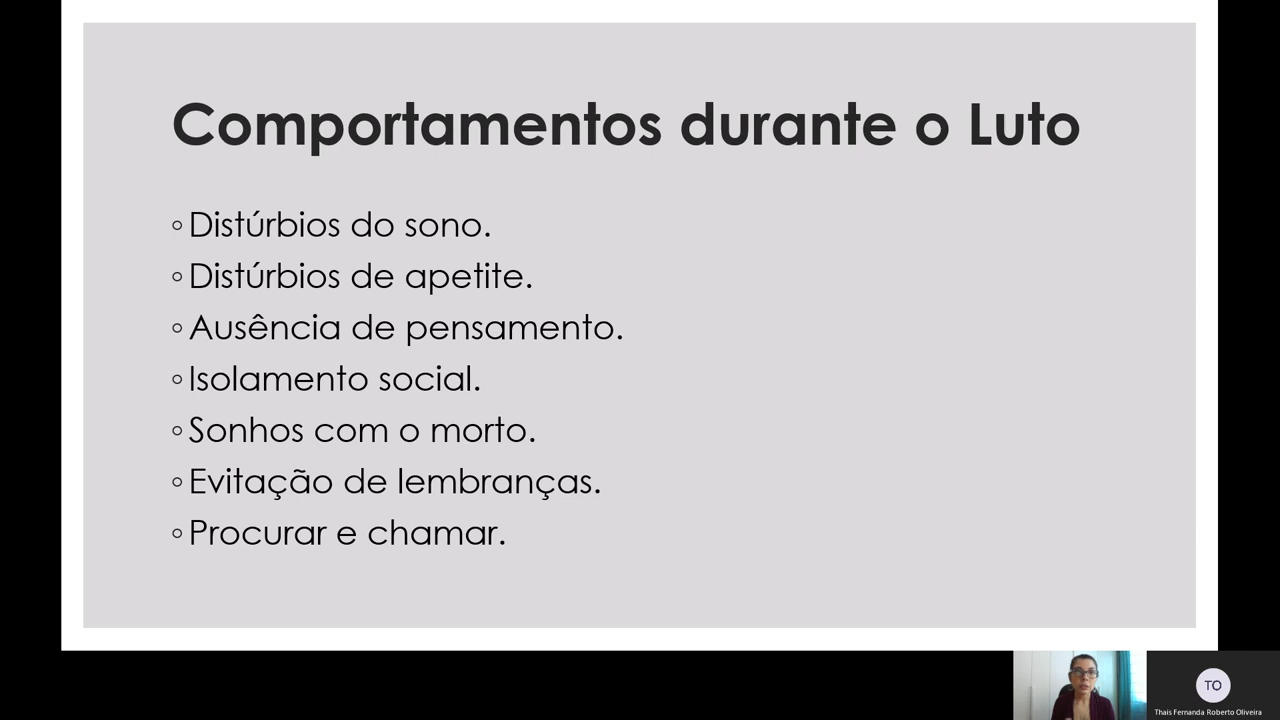 Comportamentos durante o Luto
◦Distúrbios do sono.
◦Distúrbios de apetite.
◦Ausência de pensamento.
◦Isolamento social.
◦Sonhos com o morto.
◦Evitação de lembranças.
◦Procurar e chamar.
TO
Thais Fernanda Roberto Oliveira